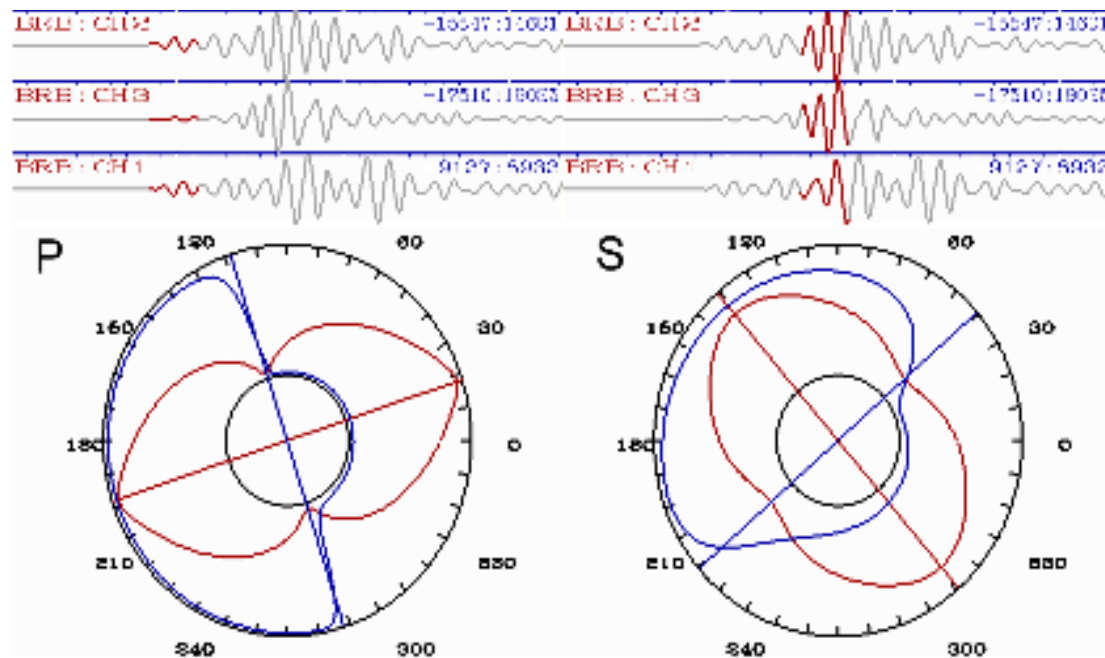 BRB: CH2 BRB: CH2
BRB: CH3 BRB: CH3
BRB: CH1 BRB: CH1
P S
120 60 120 60
150 30 150 30
180 0 180 0
210 330 210 330
240 300 240 300